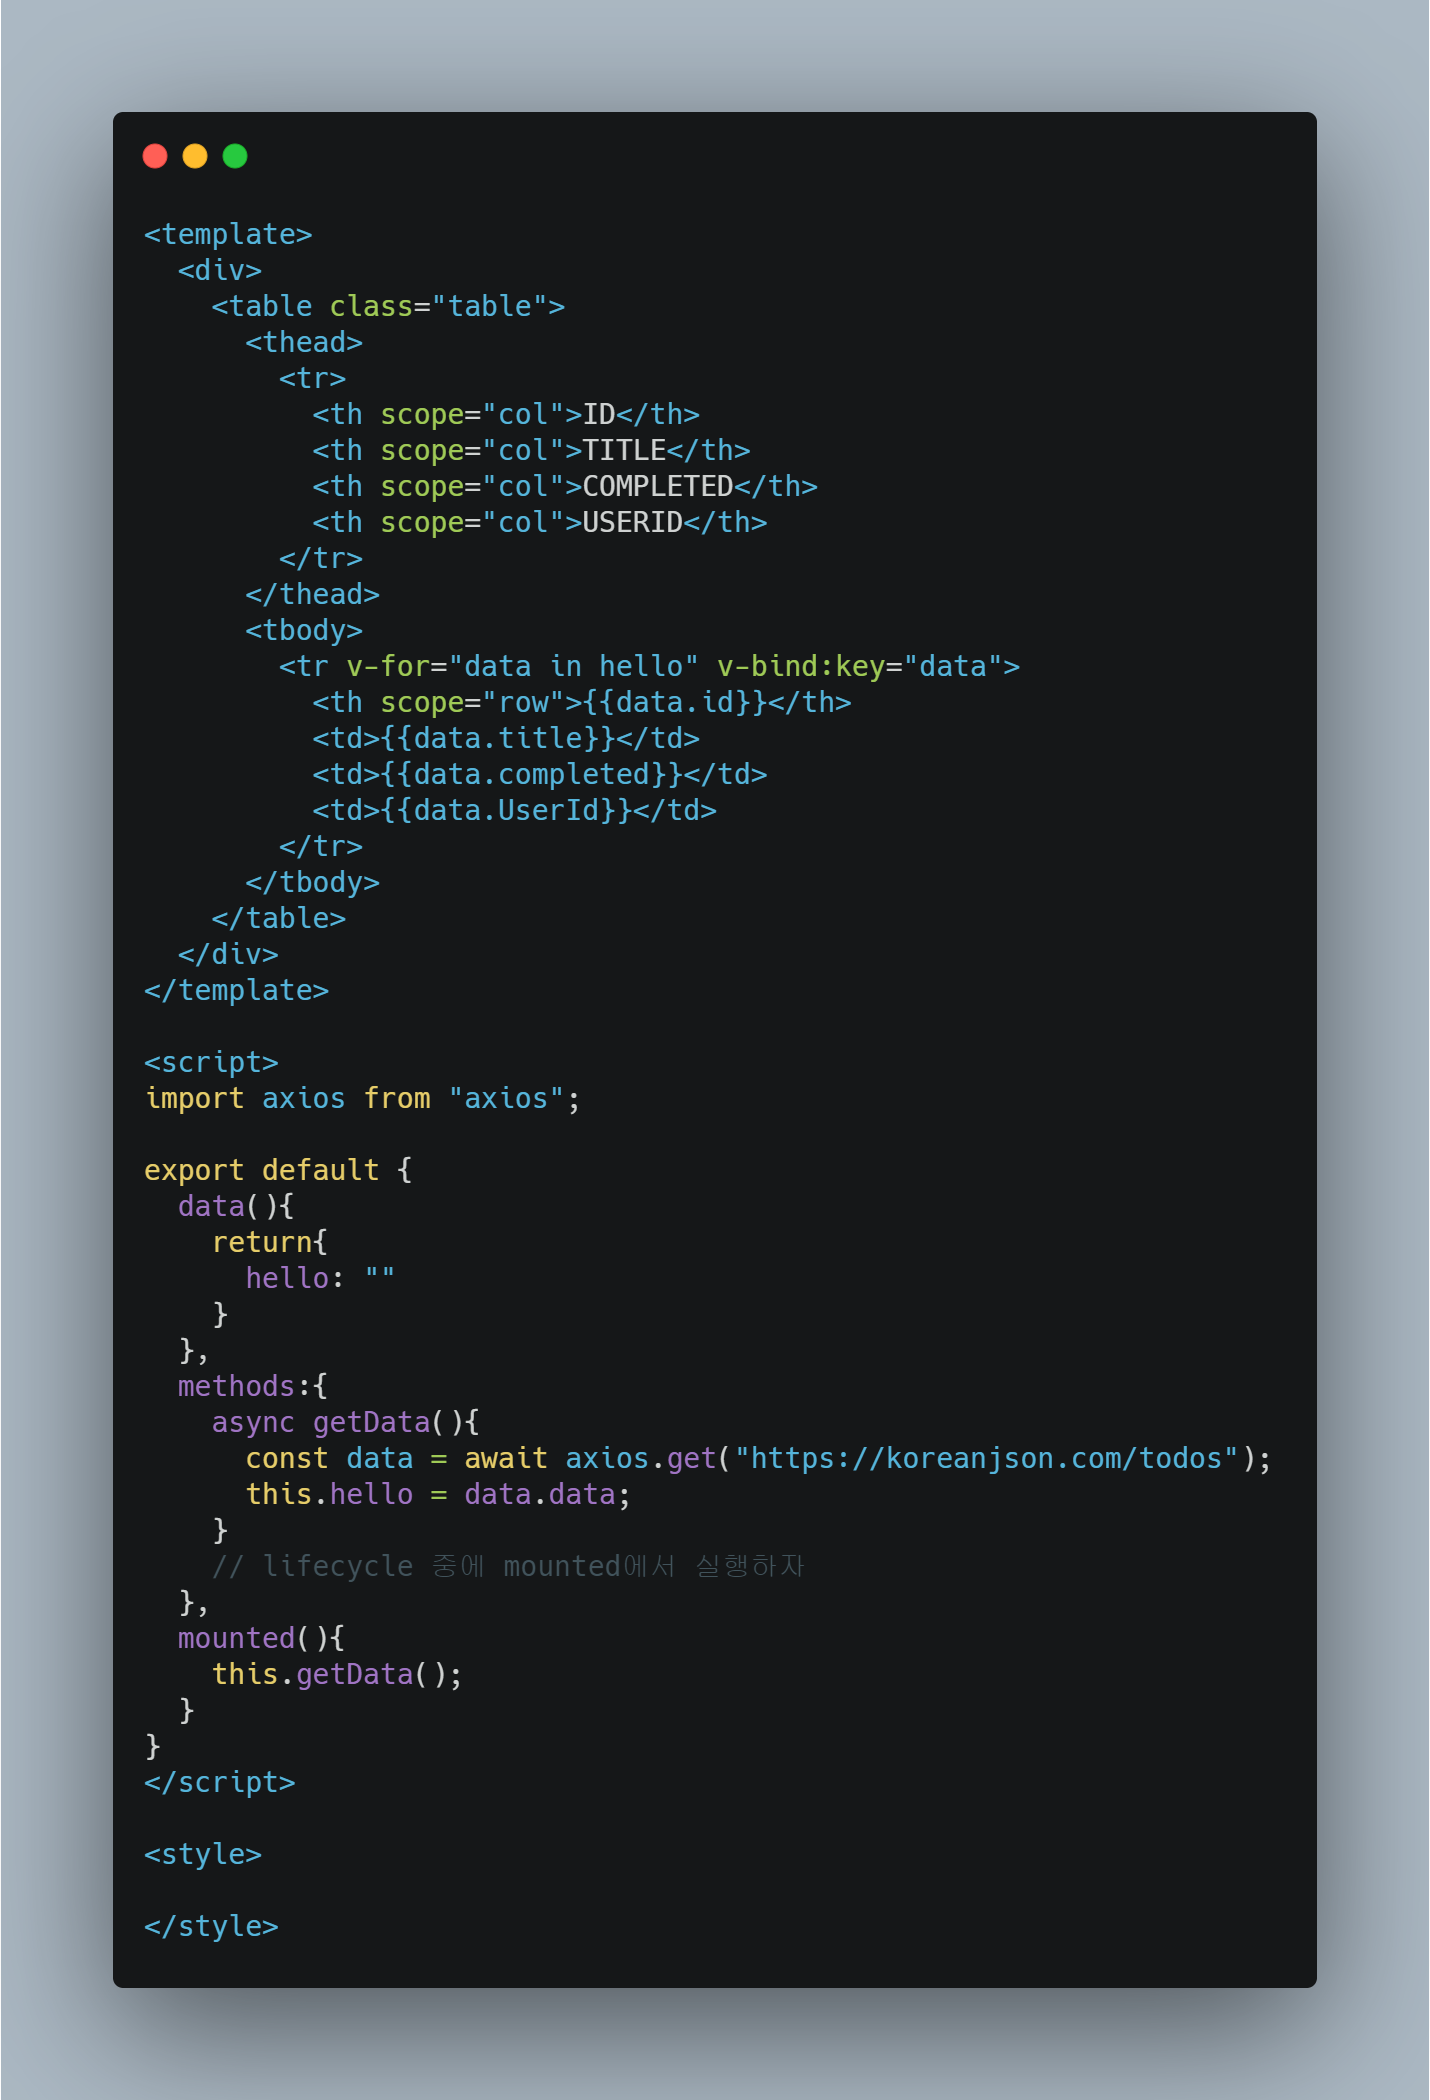 <template>
  <div>
    <table class="table">
      <thead>
        <tr>
          <th scope="col">ID</th>
          <th scope="col">TITLE</th>
          <th scope="col">COMPLETED</th>
          <th scope="col">USERID</th>
        </tr>
      </thead>
      <tbody>
        <tr v-for="data in hello" v-bind:key="data">
          <th scope="row">{{data.id}}</th>
          <td>{{data.title}}</td>
          <td>{{data.completed}}</td>
          <td>{{data.UserId}}</td>
        </tr>
      </tbody>
    </table>
  </div>
</template>

<script>
import axios from "axios";

export default {
  data(){
    return{
      hello: ""
    }
  },
  methods:{
    async getData(){
      const data = await axios.get("https://koreanjson.com/todos");
      this.hello = data.data;
    }
    // lifecycle 중에 mounted에서 실행하자
  },
  mounted(){
    this.getData();
  }
}
</script>

<style>

</style>